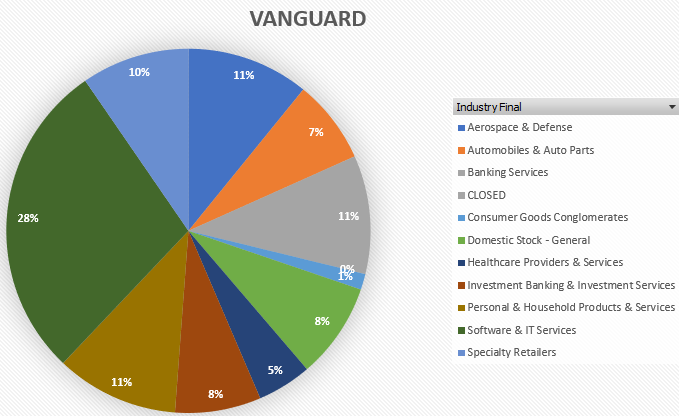 VANGUARD
10%
11%
7%
28%
11%
0%
1%
8%
5%
8%
11%
Industry Final
Aerospace & Defense
Automobiles & Auto Parts
Banking Services
CLOSED
Consumer Goods Conglomerates
Domestic Stock - General
Healthcare Providers & Services
Investment Banking & Investment Services
Personal & Household Products & Services
Software & IT Services
Specialty Retailers